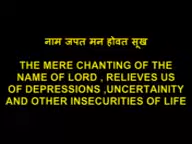 नाम जपत मन होवत सूख
THE MERE CHANTING OF THE
NAME OF LORD , RELIEVES US
OF DEPRESSIONS ,UNCERTAINITY
AND OTHER INSECURITIES OF LIFE